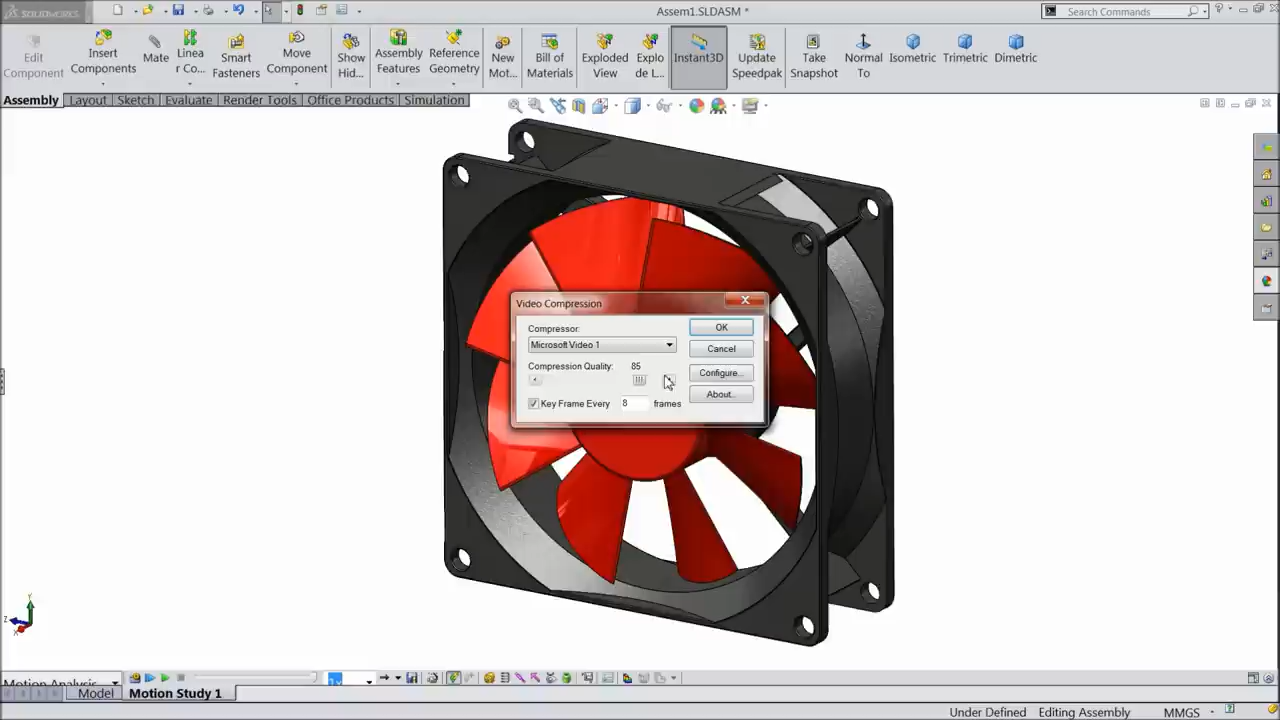 SOLIDWORKS
Assem1.SLDASM *
Search Commands
Edit Component
Insert Components
Mate
Linea r Co...
Smart Fasteners
Move Component
Show Hid...
Assembly Features
Reference Geometry
New Mot...
Bill of Materials
Exploded View
Explo de L...
Instant3D
Update Speedpak
Take Snapshot
Normal To
Isometric
Trimetric
Dimetric
Assembly
Layout
Sketch
Evaluate
Render Tools
Office Products
Simulation
Video Compression
Compressor:
Microsoft Video 1
Compression Quality: 85
Key Frame Every 8 frames
OK
Cancel
Configure...
About...
Y
Z
X
Motion Analysis
Model
Motion Study 1
Under Defined
Editing Assembly
MMGS